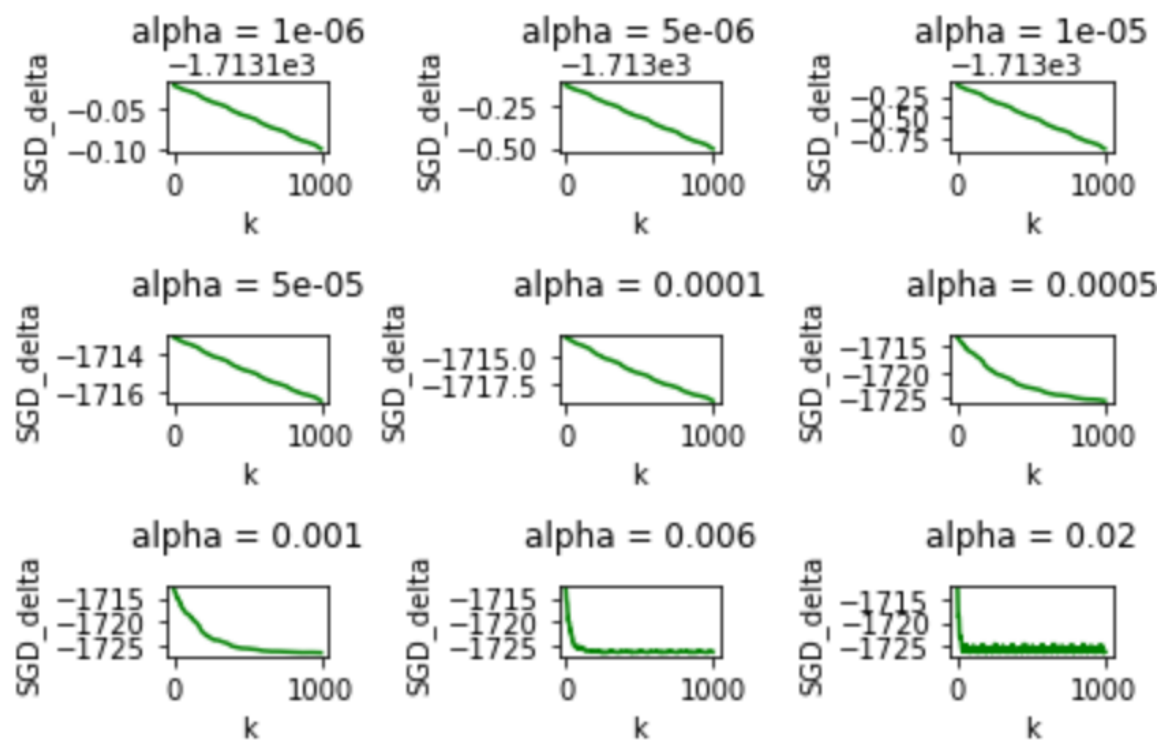 alpha = 1e-06
−1.7131e3
SGD_delta
−0.05
−0.10
0
1000
k
alpha = 5e-06
−1.713e3
SGD_delta
−0.25
−0.50
0
1000
k
alpha = 1e-05
−1.713e3
SGD_delta
−0.25
−0.50
−0.75
0
1000
k
alpha = 5e-05
SGD_delta
−1714
−1716
0
1000
k
alpha = 0.0001
SGD_delta
−1715.0
−1717.5
0
1000
k
alpha = 0.0005
SGD_delta
−1715
−1720
−1725
0
1000
k
alpha = 0.001
SGD_delta
−1715
−1720
−1725
0
1000
k
alpha = 0.006
SGD_delta
−1715
−1720
−1725
0
1000
k
alpha = 0.02
SGD_delta
−1715
−1720
−1725
0
1000
k